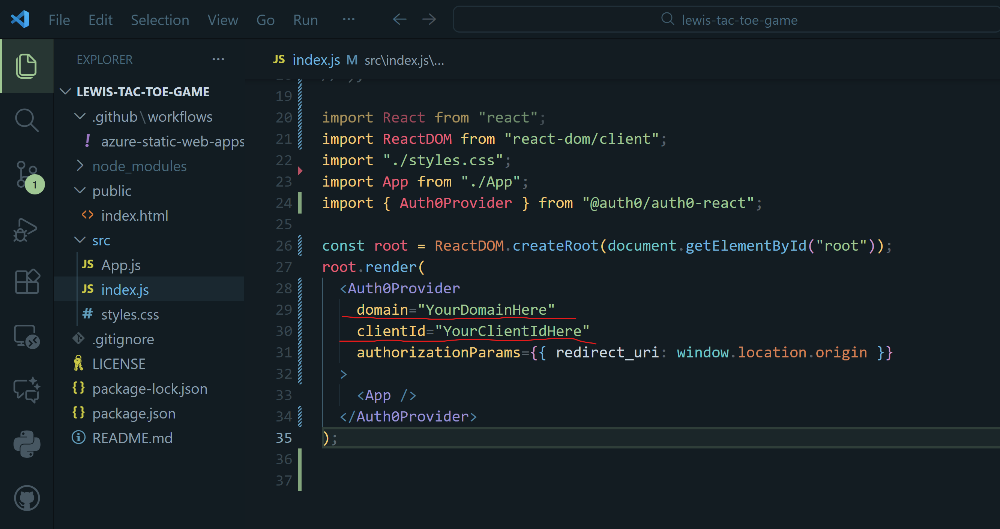 File Edit Selection View Go Run ...
lewis-tac-toe-game
EXPLORER ...
LEWIS-TAC-TOE-GAME
.github\workflows
! azure-static-web-apps
node_modules
public
<> index.html
src
JS App.js
JS index.js
# styles.css
.gitignore
LICENSE
{} package-lock.json
{} package.json
README.md
1
JS index.js M src\index.js\...
19
20 import React from "react";
21 import ReactDOM from "react-dom/client";
22 import "./styles.css";
23 import App from "./App";
24 import { Auth0Provider } from "@auth0/auth0-react";
25
26 const root = ReactDOM.createRoot(document.getElementById("root"));
27 root.render(
28 <Auth0Provider
29 domain="YourDomainHere"
30 clientId="YourClientIdHere"
31 authorizationParams={{ redirect_uri: window.location.origin }}
32 >
33 <App />
34 </Auth0Provider>
35 );
36
37